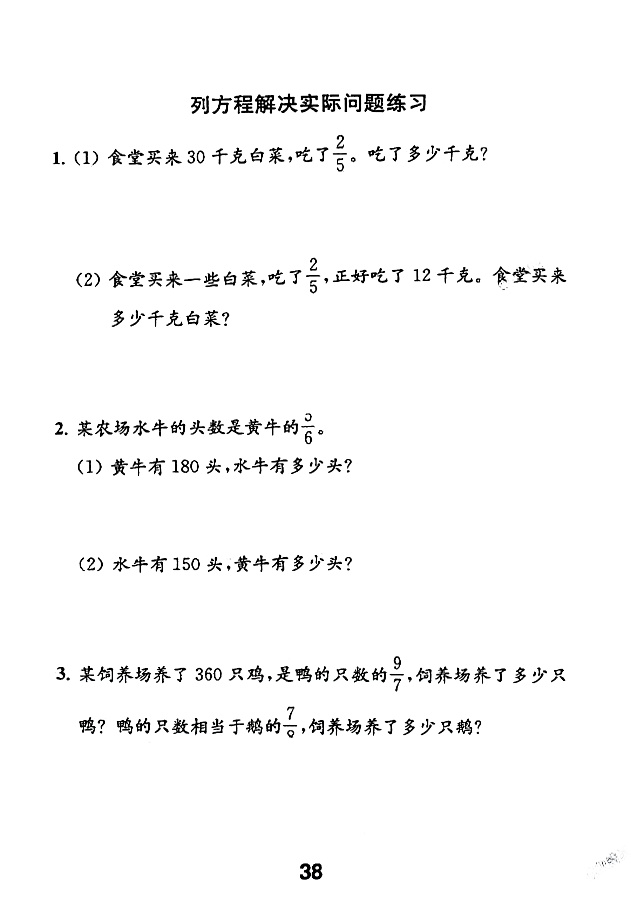 列方程解决实际问题练习
1. (1) 食堂买来 30 千克白菜,吃了2/5。吃了多少千克?
(2) 食堂买来一些白菜,吃了2/5,正好吃了 12 千克。食堂买来
多少千克白菜?
2. 某农场水牛的头数是黄牛的/6。
(1) 黄牛有 180 头,水牛有多少头?
(2) 水牛有 150 头,黄牛有多少头?
3. 某饲养场养了 360 只鸡,是鸭的只数的9/7,饲养场养了多少只
鸭? 鸭的只数相当于鹅的7/,饲养场养了多少只鹅?
38